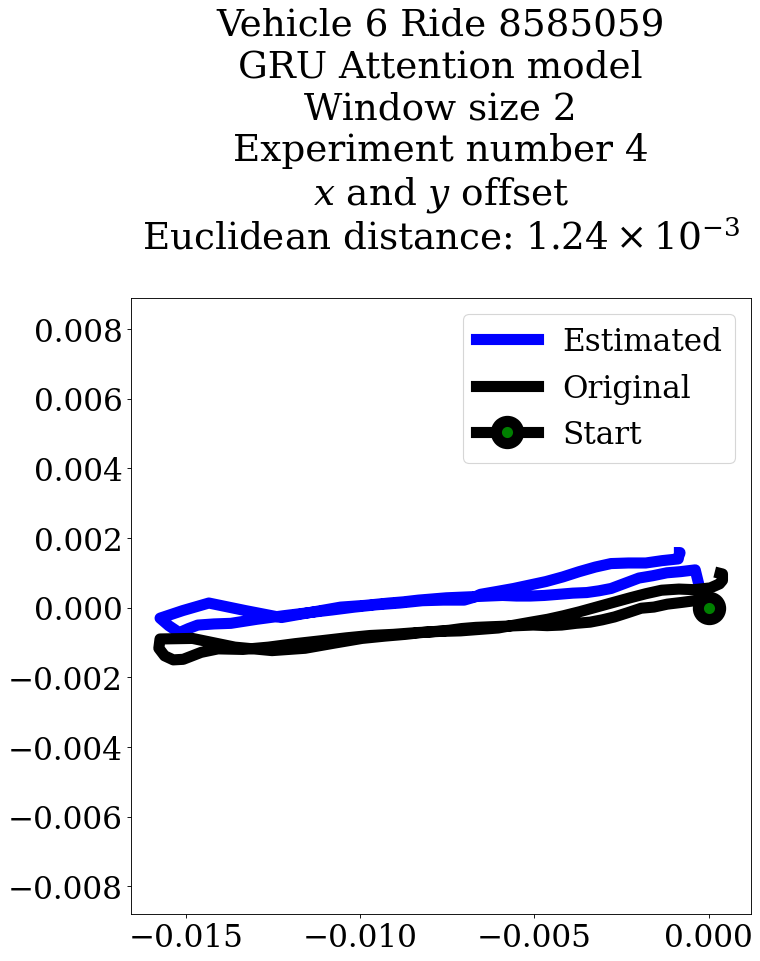 Vehicle 6 Ride 8585059
GRU Attention model
Window size 2
Experiment number 4
x and y offset
Euclidean distance: 1.24 × 10⁻³
Estimated
Original
Start
0.008
0.006
0.004
0.002
0.000
−0.002
−0.004
−0.006
−0.008
−0.015 −0.010 −0.005 0.000